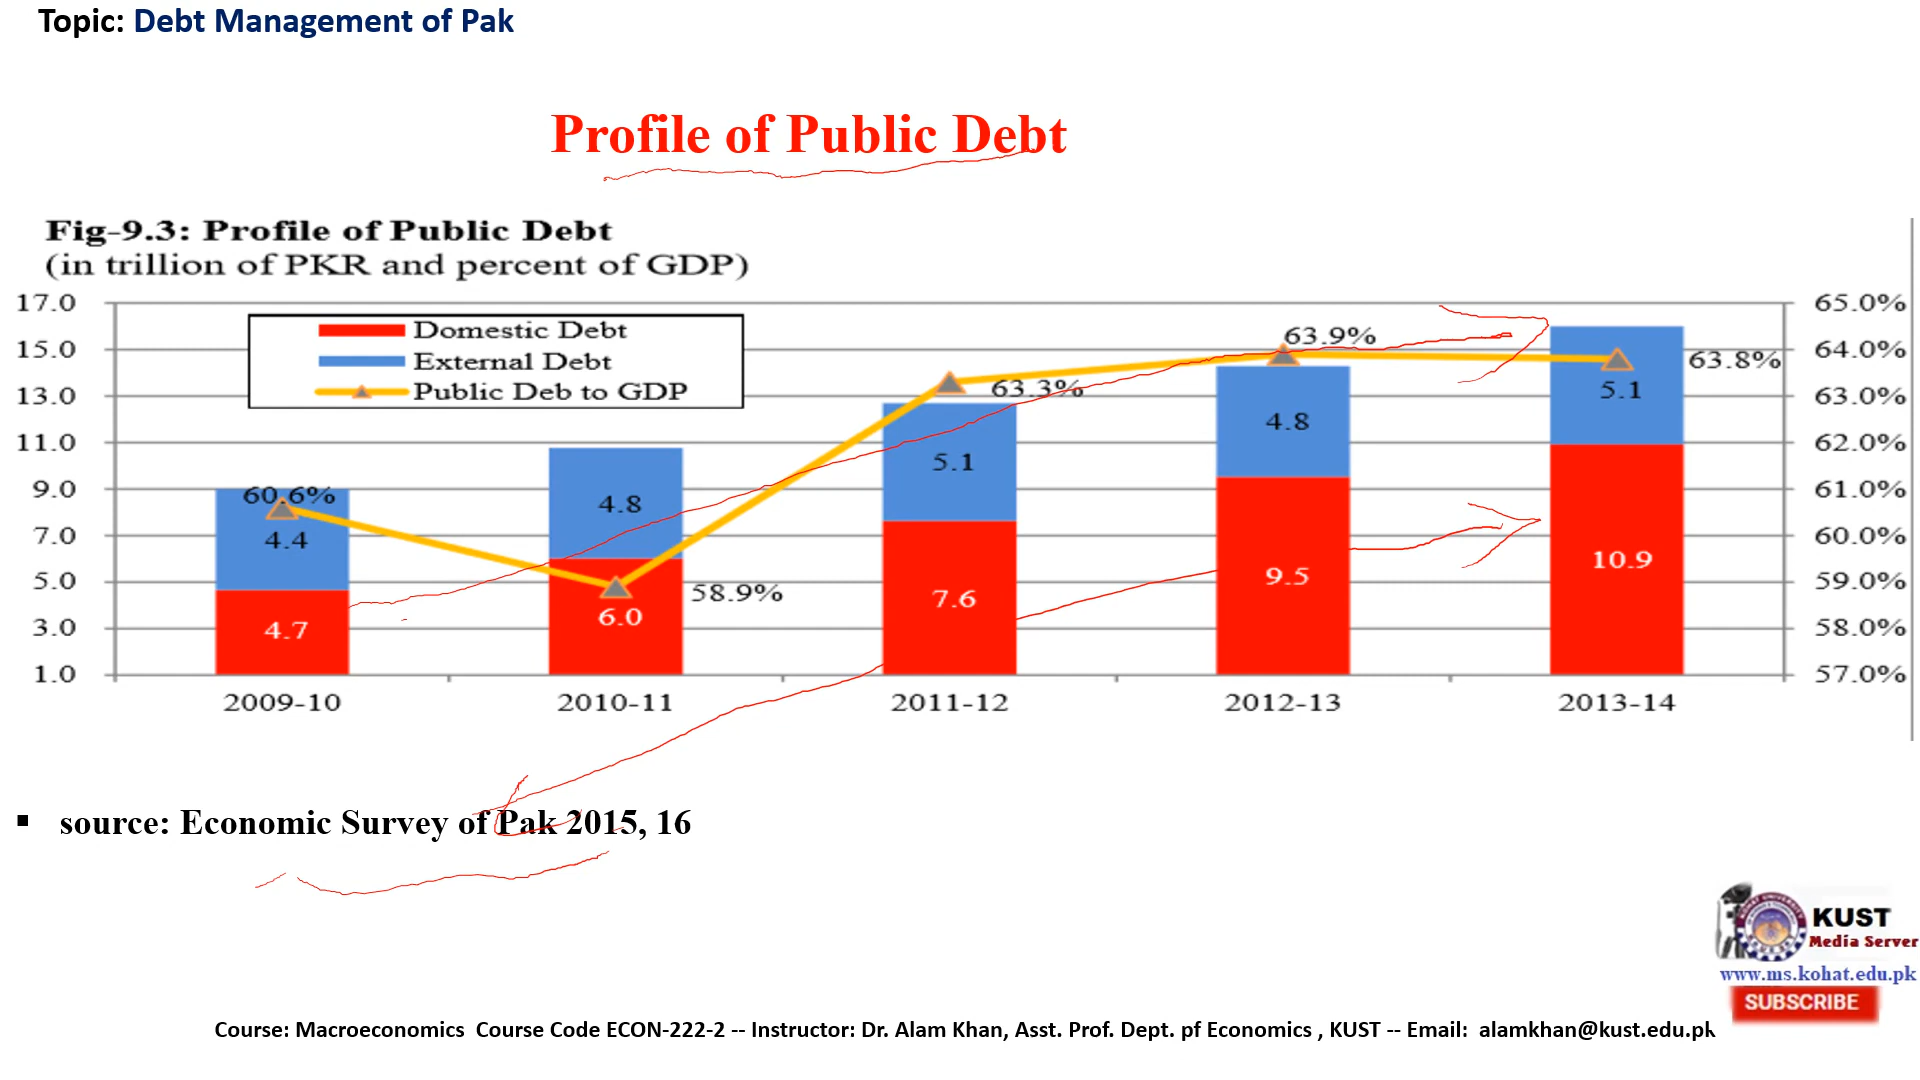 Topic: Debt Management of Pak
Profile of Public Debt
Fig-9.3: Profile of Public Debt
(in trillion of PKR and percent of GDP)
17.0
15.0
13.0
11.0
9.0
7.0
5.0
3.0
1.0
Domestic Debt
External Debt
Public Deb to GDP
65.0%
64.0%
63.0%
62.0%
61.0%
60.0%
59.0%
58.0%
57.0%
60.6%
4.4
4.7
4.8
58.9%
6.0
63.3%
5.1
7.6
63.9%
4.8
9.5
63.8%
5.1
10.9
2009-10 2010-11 2011-12 2012-13 2013-14
▪ source: Economic Survey of Pak 2015, 16
KUST
Media Server
www.ms.kohat.edu.pk
SUBSCRIBE
Course: Macroeconomics Course Code ECON-222-2 -- Instructor: Dr. Alam Khan, Asst. Prof. Dept. pf Economics , KUST -- Email: alamkhan@kust.edu.pk